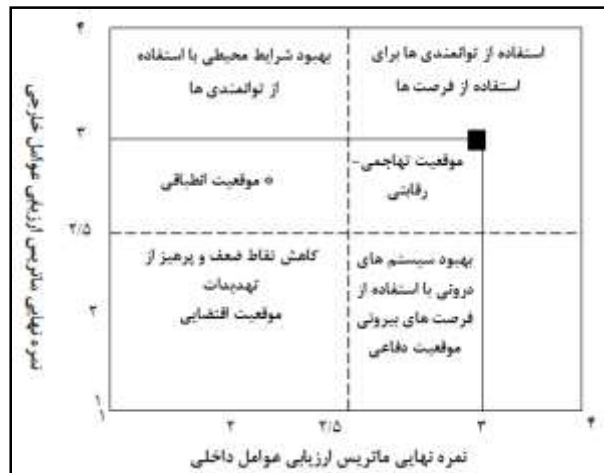 ۴
بهبود شرایط محیطی با استفاده
از توانمندی ها
استفاده از توانمندی ها برای
استفاده از فرصت ها
نمره نهایی ماتریس ارزیابی عوامل خارجی
۳
* موقعیت انطباقی
موقعیت تهاجمی-
رقابتی
۲/۵
کاهش نقاط ضعف و پرهیز از
تهدیدات
موقعیت اقتضایی
بهبود سیستم های
درونی با استفاده از
فرصت های بیرونی
موقعیت دفاعی
۲
۱
۱
۲
۲/۵
۳
۴
نمره نهایی ماتریس ارزیابی عوامل داخلی